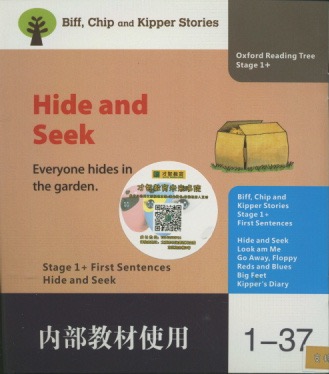 Biff, Chip and Kipper Stories
Oxford Reading Tree
Stage 1+
Hide and
Seek
Everyone hides in
the garden.
Biff, Chip and
Kipper Stories
Stage 1+
First Sentences
Hide and Seek
Look am Me
Go Away, Floppy
Reds and Blues
Big Feet
Kipper's Diary
Stage 1+ First Sentences
Hide and Seek
内部教材使用
1-37